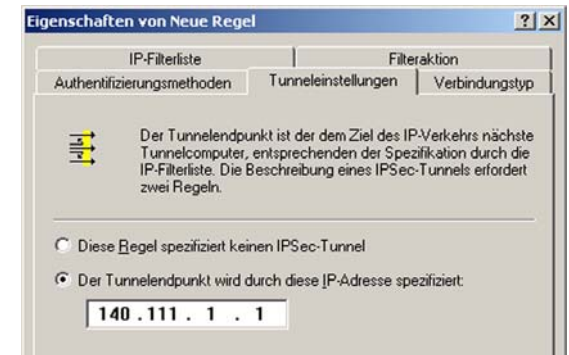 Eigenschaften von Neue Regel
IP-Filterliste
Filteraktion
Authentifizierungsmethoden
Tunneleinstellungen
Verbindungstyp
Der Tunnelendpunkt ist der dem Ziel des IP-Verkehrs nächste
Tunnelcomputer, entsprechenden der Spezifikation durch die
IP-Filterliste. Die Beschreibung eines IPSec-Tunnels erfordert
zwei Regeln.
Diese Regel spezifiziert keinen IPSec-Tunnel
Der Tunnelendpunkt wird durch diese IP-Adresse spezifiziert:
140 . 111 . 1 . 1